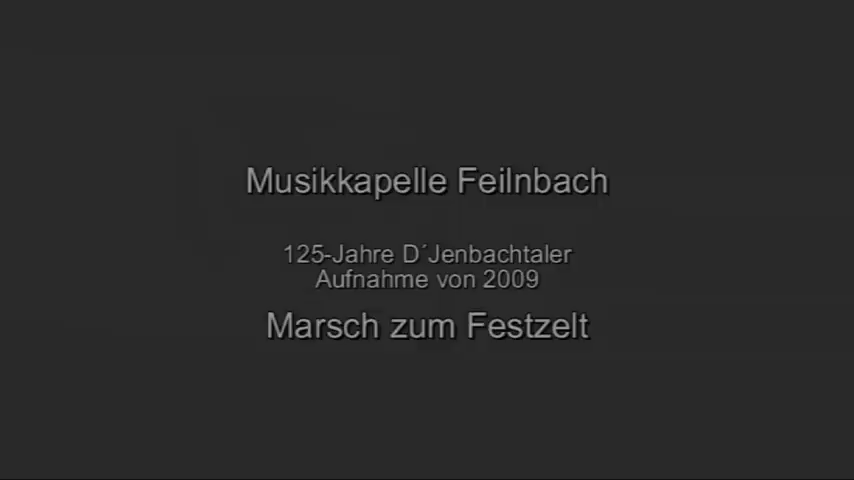 Musikkapelle Feilnbach
125-Jahre D´Jenbachtaler
Aufnahme von 2009
Marsch zum Festzelt